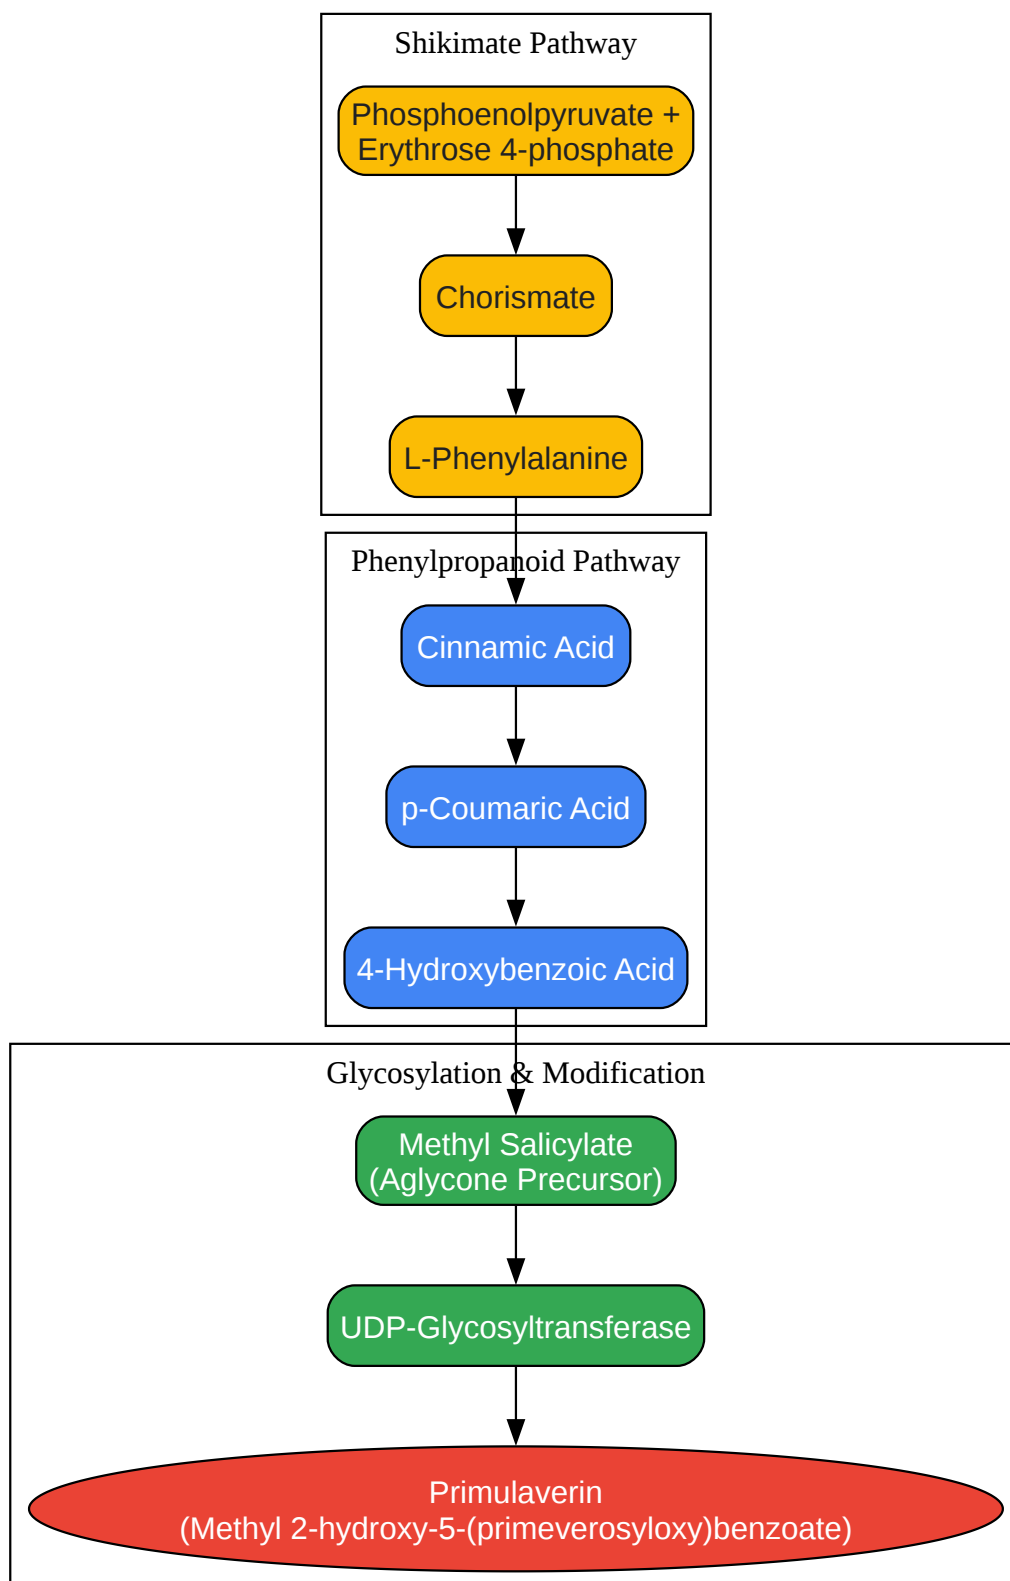 Shikimate Pathway
Phosphoenolpyruvate +
Erythrose 4-phosphate
Chorismate
L-Phenylalanine
Phenylpropanoid Pathway
Cinnamic Acid
p-Coumaric Acid
4-Hydroxybenzoic Acid
Glycosylation & Modification
Methyl Salicylate
(Aglycone Precursor)
UDP-Glycosyltransferase
Primulaverin
(Methyl 2-hydroxy-5-(primeverosyloxy)benzoate)